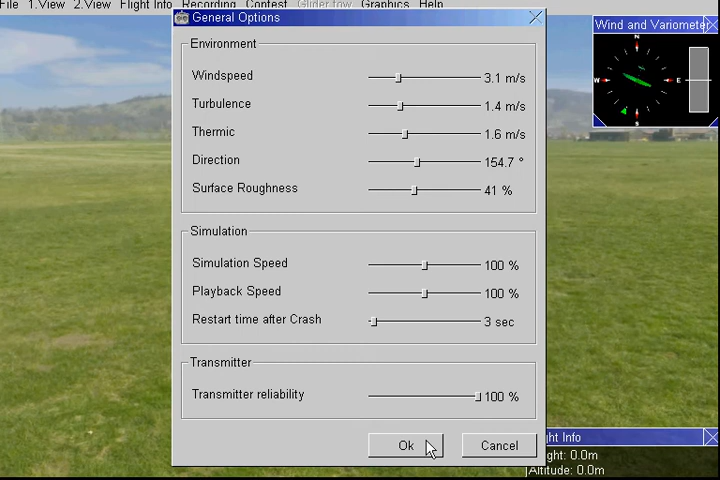 File 1.View 2.View Flight Info Recording Contest Glider tow Graphics Help
General Options
Wind and Variometer
N
W E
S
Environment
Windspeed 3.1 m/s
Turbulence 1.4 m/s
Thermic 1.6 m/s
Direction 154.7 °
Surface Roughness 41 %
Simulation
Simulation Speed 100 %
Playback Speed 100 %
Restart time after Crash 3 sec
Transmitter
Transmitter reliability 100 %
Ok Cancel
ght Info
ght: 0.0m
Altitude: 0.0m